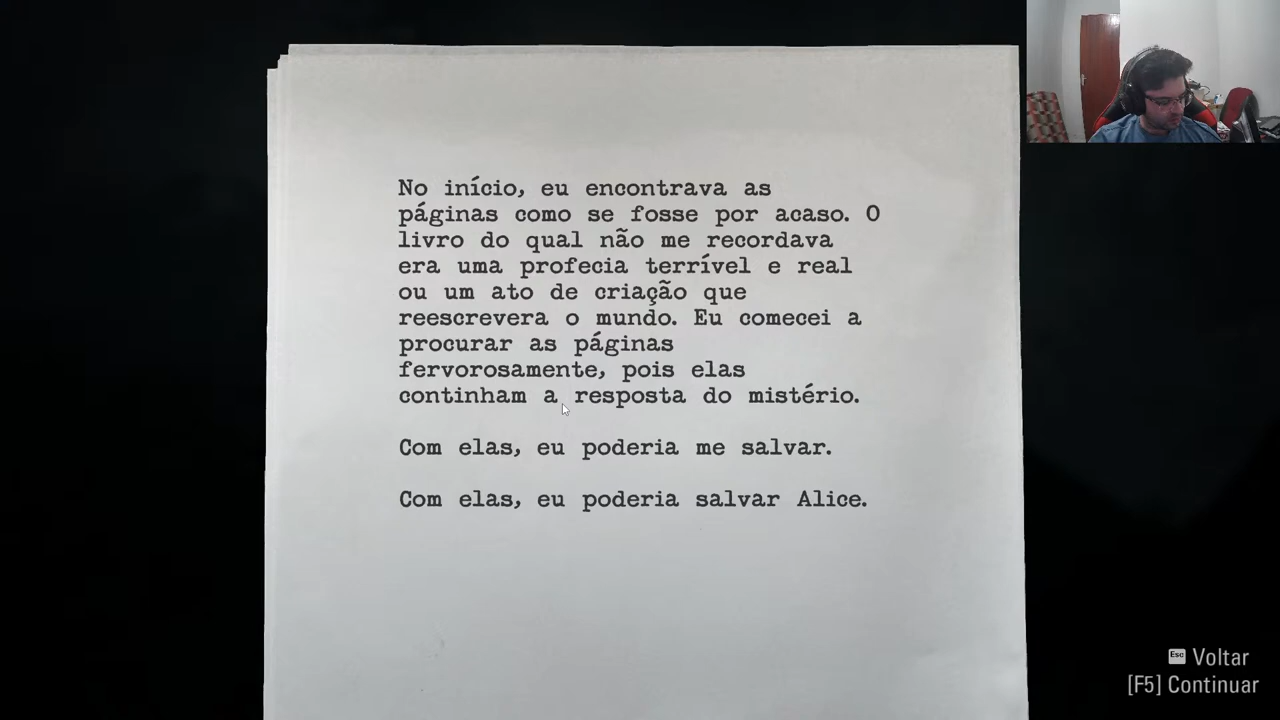 No início, eu encontrava as
páginas como se fosse por acaso. O
livro do qual não me recordava
era uma profecia terrível e real
ou um ato de criação que
reescrevera o mundo. Eu comecei a
procurar as páginas
fervorosamente, pois elas
continham a resposta do mistério.
Com elas, eu poderia me salvar.
Com elas, eu poderia salvar Alice.
Esc Voltar
[F5] Continuar